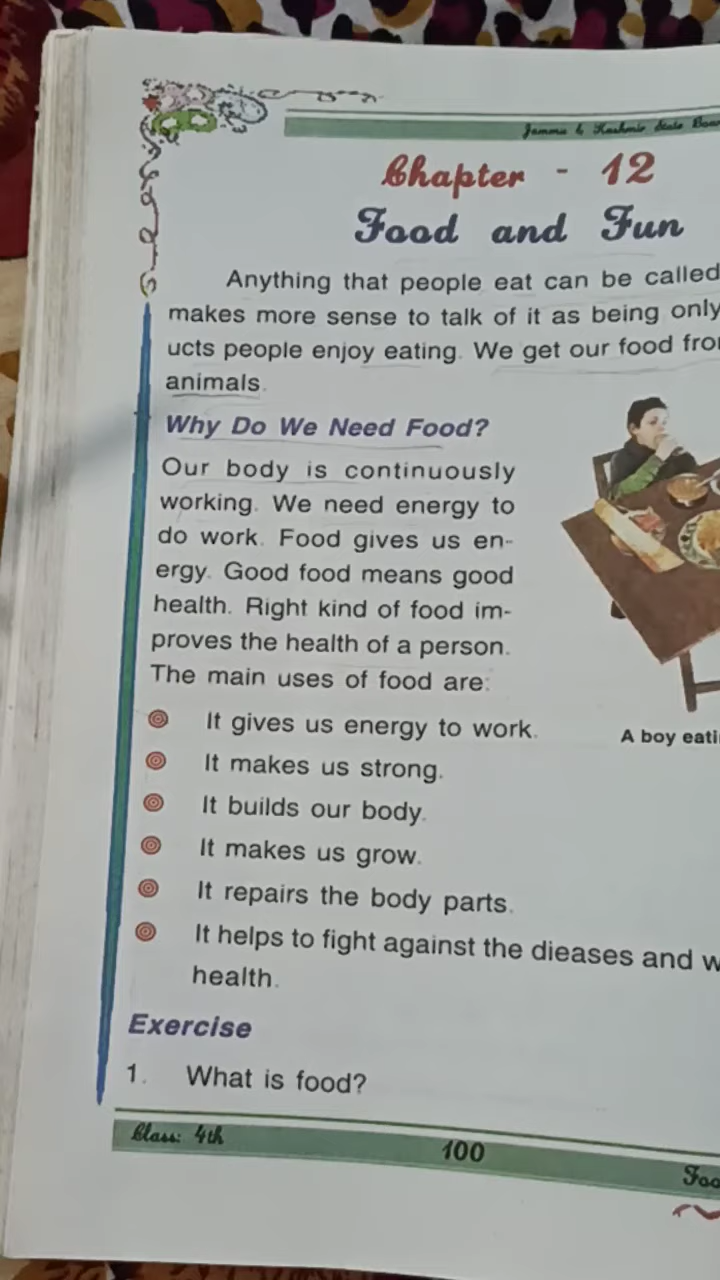 Jammu & Kashmir State
Chapter - 12
Food and Fun
Anything that people eat can be called
makes more sense to talk of it as being only
ucts people enjoy eating. We get our food
animals.
Why Do We Need Food?
Our body is continuously
working. We need energy to
do work. Food gives us en-
ergy. Good food means good
health. Right kind of food im-
proves the health of a person.
The main uses of food are:
It gives us energy to work.
It makes us strong.
It builds our body.
It makes us grow.
It repairs the body parts.
It helps to fight against the dieases and
health.
A boy
Exercise
1. What is food?
Class: 4th
100